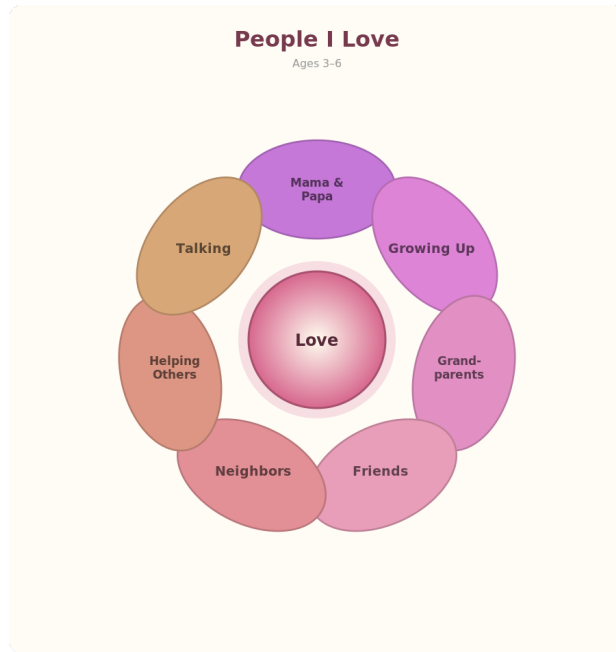 People I Love
Ages 3–6
Mama &
Papa
Growing Up
Grand-
parents
Friends
Neighbors
Helping
Others
Talking
Love